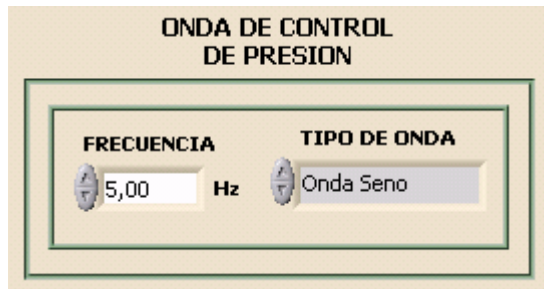 ONDA DE CONTROL
DE PRESION
FRECUENCIA
TIPO DE ONDA
5,00 Hz
Onda Seno